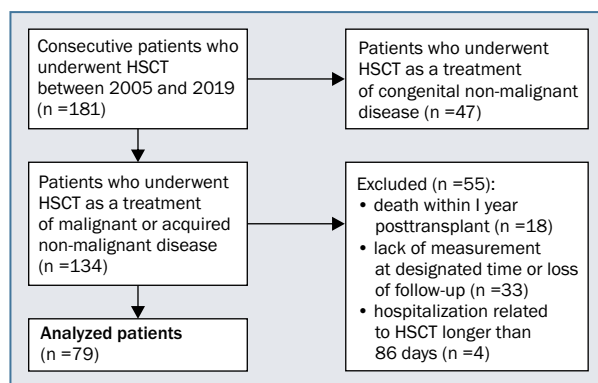 Consecutive patients who
underwent HSCT
between 2005 and 2019
(n =181)
Patients who underwent
HSCT as a treatment
of congenital non-malignant
disease (n =47)
Patients who underwent
HSCT as a treatment
of malignant or acquired
non-malignant disease
(n =134)
Excluded (n =55):
• death within I year
posttransplant (n =18)
• lack of measurement
at designated time or loss
of follow-up (n =33)
• hospitalization related
to HSCT longer than
86 days (n =4)
Analyzed patients
(n =79)